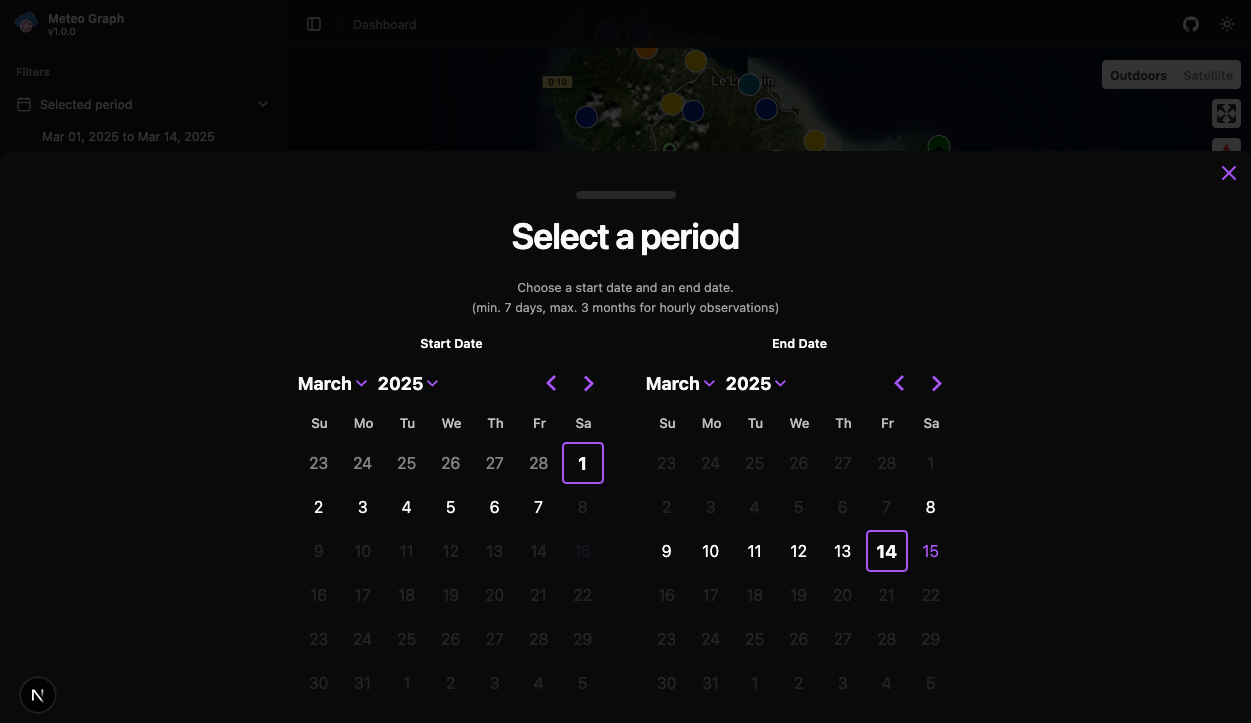 Meteo Graph
v1.0.0
Dashboard
Filters
Selected period
Mar 01, 2025 to Mar 14, 2025
D 10
Outdoors Satellite
Select a period
Choose a start date and an end date.
(min. 7 days, max. 3 months for hourly observations)
Start Date
March 2025
Su Mo Tu We Th Fr Sa
23 24 25 26 27 28 1
2 3 4 5 6 7 8
9 10 11 12 13 14 15
16 17 18 19 20 21 22
23 24 25 26 27 28 29
30 31 1 2 3 4 5
End Date
March 2025
Su Mo Tu We Th Fr Sa
23 24 25 26 27 28 1
2 3 4 5 6 7 8
9 10 11 12 13 14 15
16 17 18 19 20 21 22
23 24 25 26 27 28 29
30 31 1 2 3 4 5
N